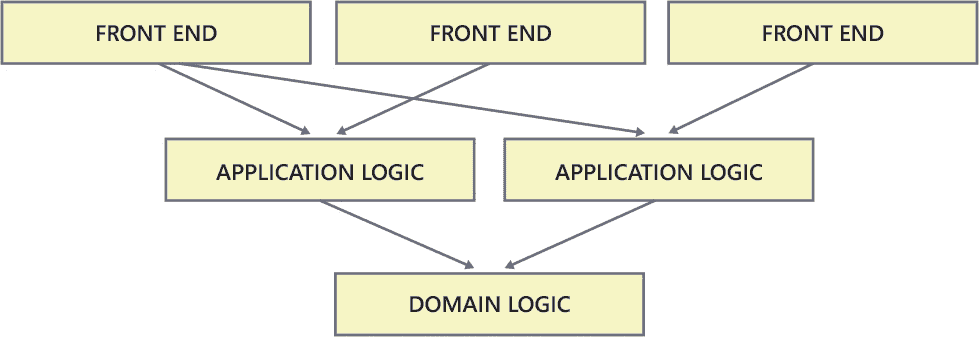 FRONT END
FRONT END
FRONT END
APPLICATION LOGIC
APPLICATION LOGIC
DOMAIN LOGIC